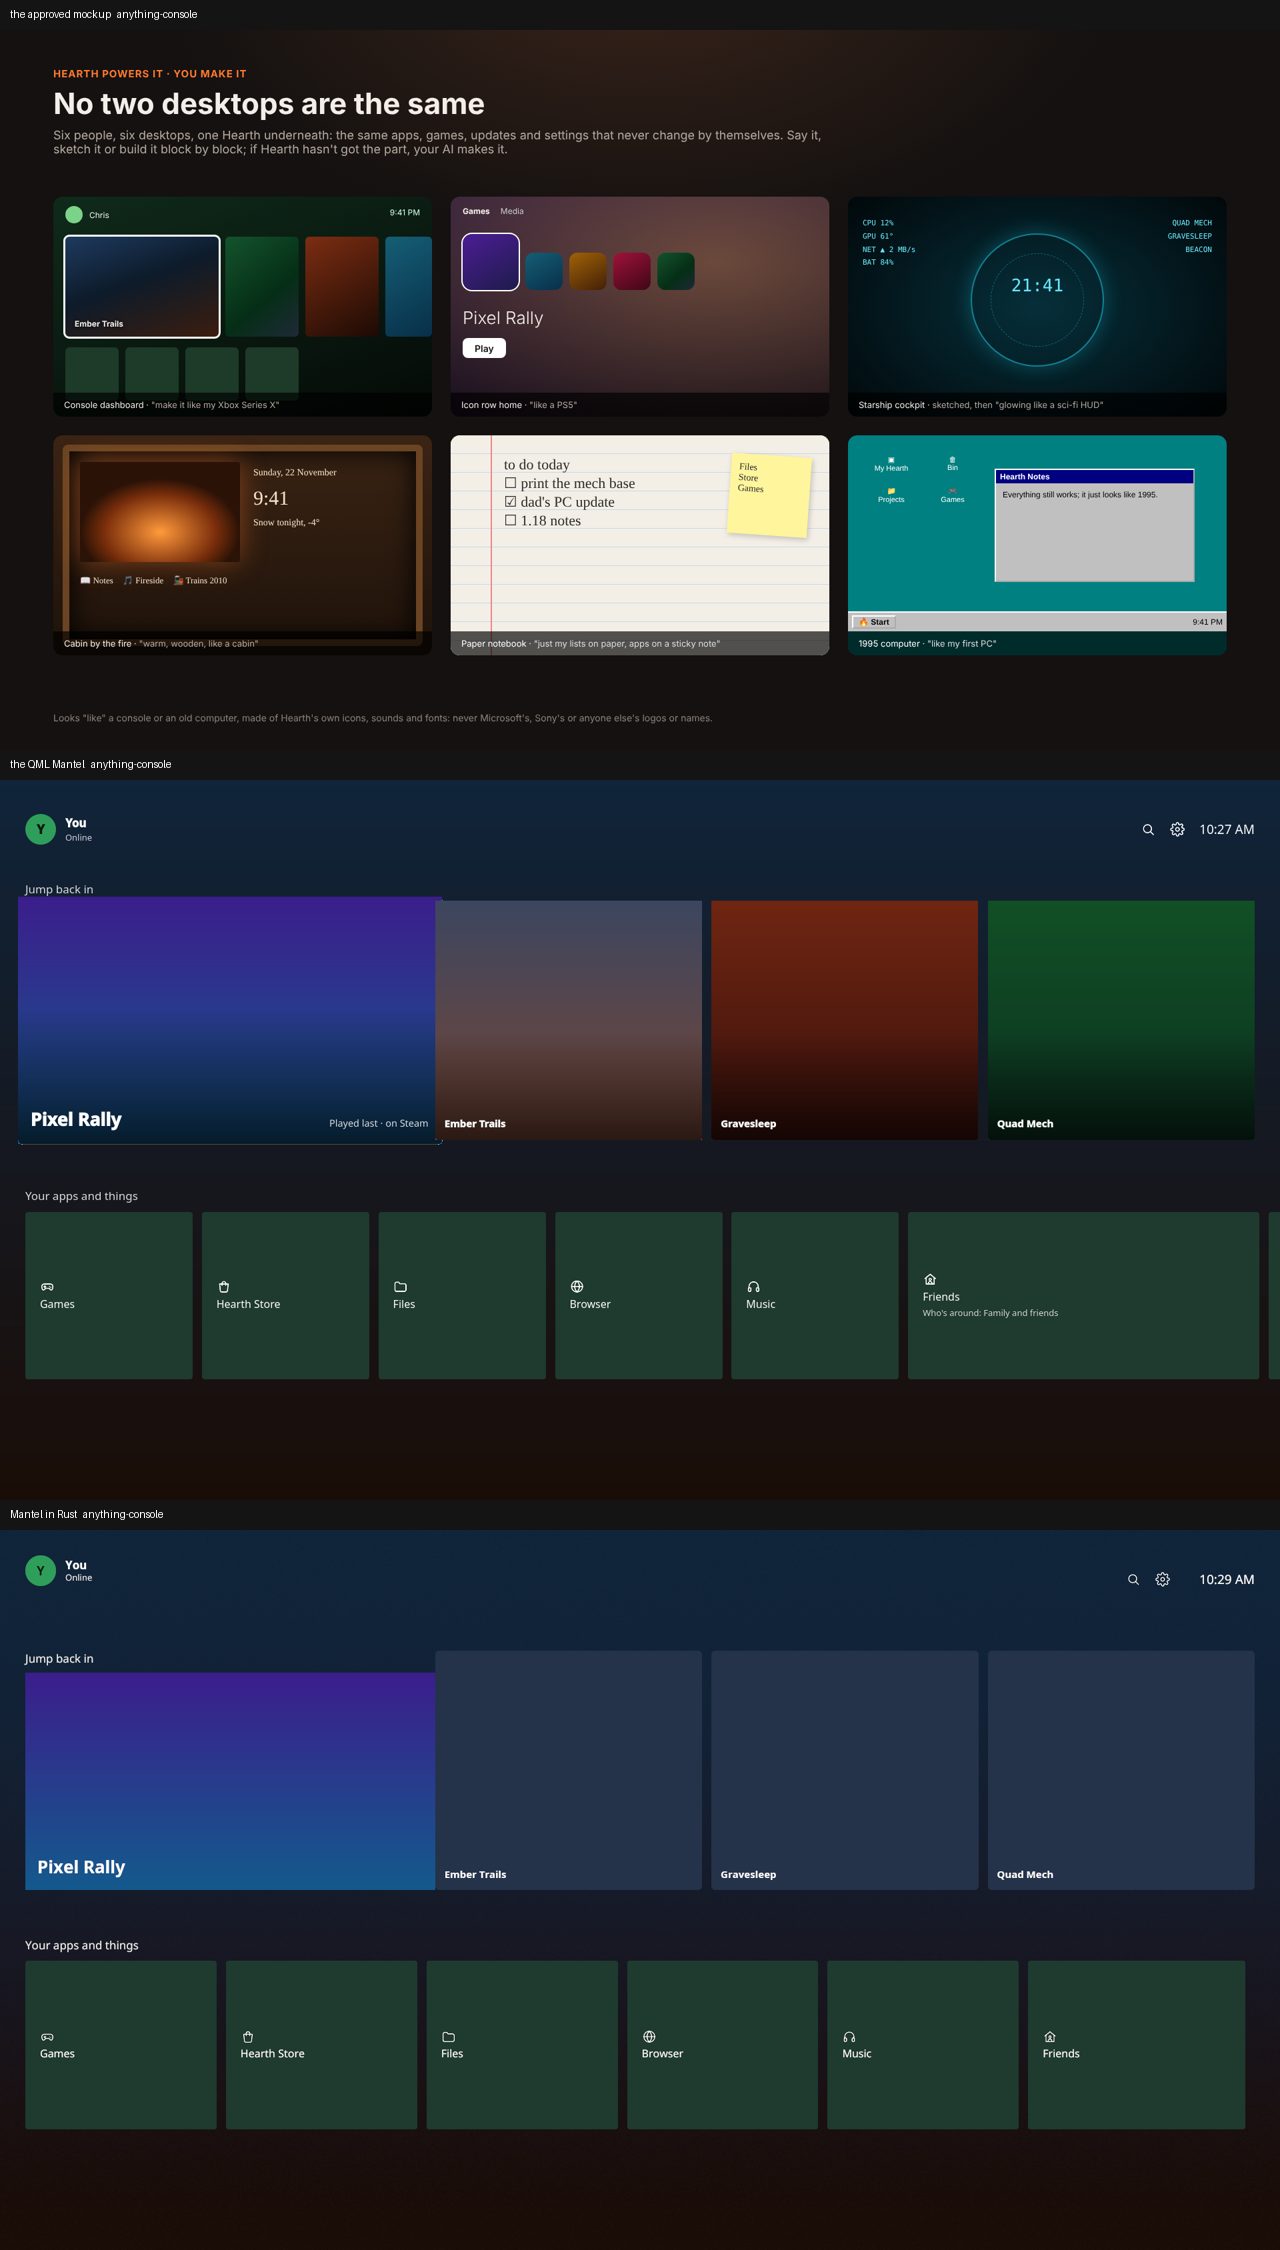 the approved mockup anything-console
HEARTH POWERS IT · YOU MAKE IT
No two desktops are the same
Six people, six desktops, one Hearth underneath: the same apps, games, updates and settings that never change by themselves. Say it,
sketch it or build it block by block; if Hearth hasn't got the part, your AI makes it.
Chris
9:41 PM
Ember Trails
Console dashboard · "make it like my Xbox Series X"
Games Media
Pixel Rally
Play
Icon row home · "like a PS5"
CPU 12%
GPU 61°
NET ▲ 2 MB/s
BAT 84%
QUAD MECH
GRAVESLEEP
BEACON
21:41
Starship cockpit · sketched, then "glowing like a sci-fi HUD"
Sunday, 22 November
9:41
Snow tonight, -4°
📖 Notes 🎵 Fireside 🚂 Trains 2010
Cabin by the fire · "warm, wooden, like a cabin"
to do today
☐ print the mech base
☑ dad's PC update
☐ 1.18 notes
Files
Store
Games
Paper notebook · "just my lists on paper, apps on a sticky note"
My Hearth
Bin
Projects
Games
Hearth Notes
Everything still works; it just looks like 1995.
🔥 Start
9:41 PM
1995 computer · "like my first PC"
Looks "like" a console or an old computer, made of Hearth's own icons, sounds and fonts: never Microsoft's, Sony's or anyone else's logos or names.
the QML Mantel anything-console
Y
You
Online
10:27 AM
Jump back in
Pixel Rally
Played last · on Steam
Ember Trails
Gravesleep
Quad Mech
Your apps and things
Games
Hearth Store
Files
Browser
Music
Friends
Who's around: Family and friends
Mantel in Rust anything-console
Y
You
Online
10:29 AM
Jump back in
Pixel Rally
Ember Trails
Gravesleep
Quad Mech
Your apps and things
Games
Hearth Store
Files
Browser
Music
Friends